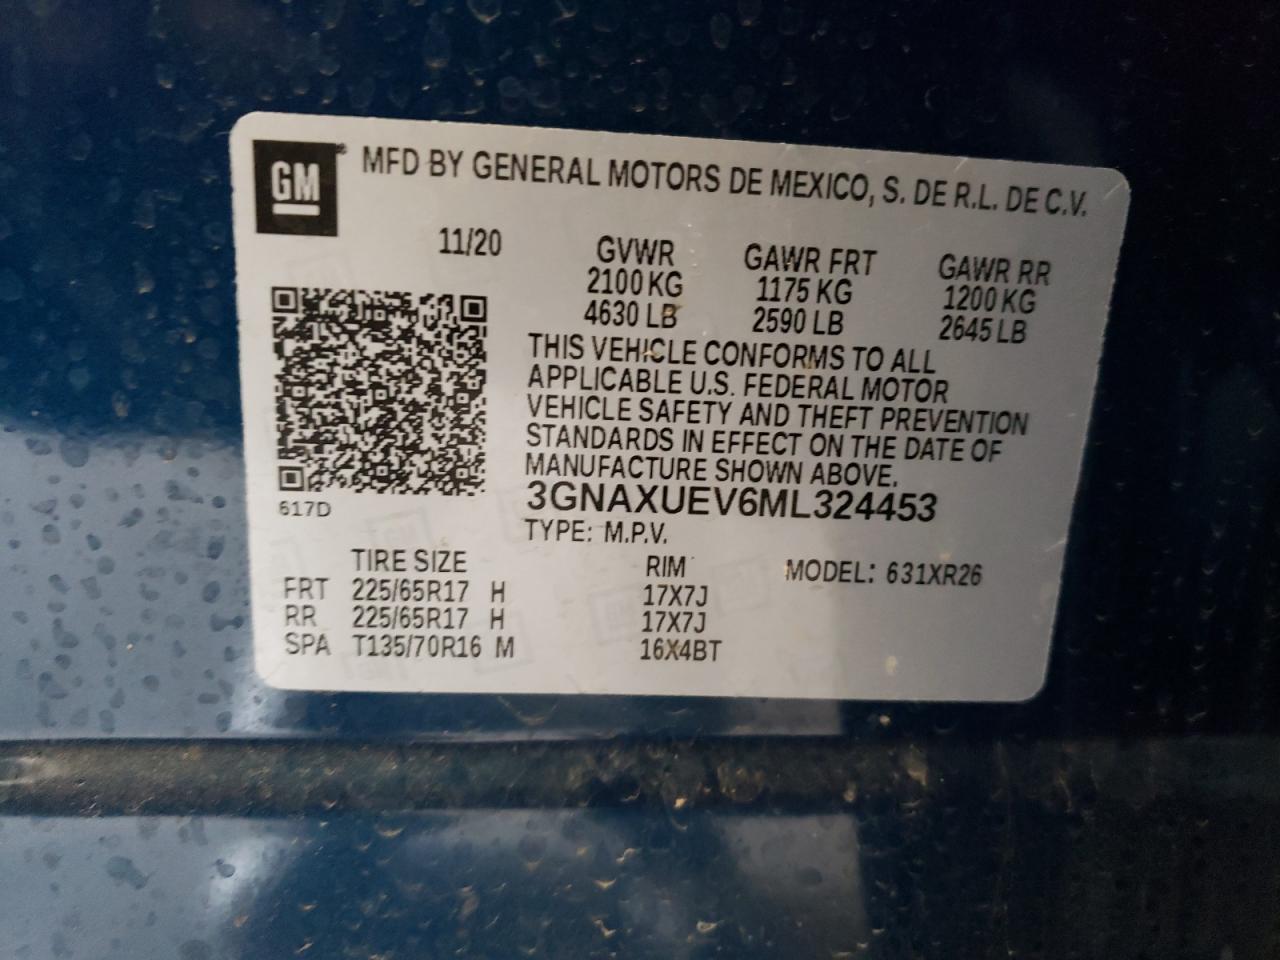 GM
MFD BY GENERAL MOTORS DE MEXICO, S. DE R.L. DE C.V.
11/20 GVWR GAWR FRT GAWR RR
2100 KG 1175 KG 1200 KG
4630 LB 2590 LB 2645 LB
THIS VEHICLE CONFORMS TO ALL
APPLICABLE U.S. FEDERAL MOTOR
VEHICLE SAFETY AND THEFT PREVENTION
STANDARDS IN EFFECT ON THE DATE OF
MANUFACTURE SHOWN ABOVE.
3GNAXUEV6ML324453
617D
TYPE: M.P.V.
TIRE SIZE RIM MODEL: 631XR26
FRT 225/65R17 H 17X7J
RR 225/65R17 H 17X7J
SPA T135/70R16 M 16X4BT